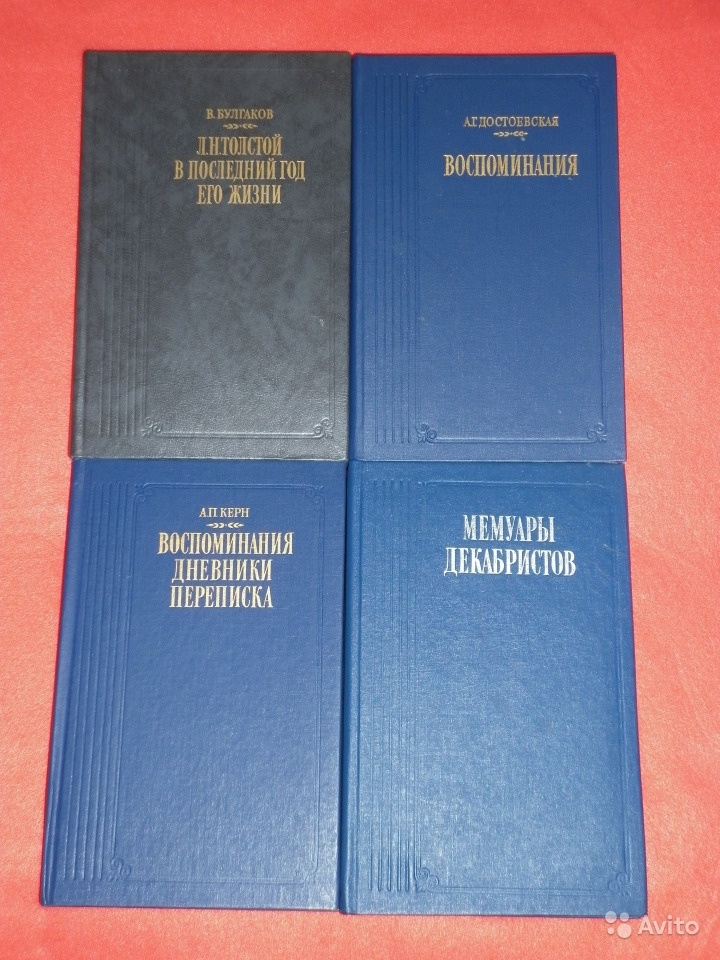 В. БУЛГАКОВ
Л.Н.ТОЛСТОЙ
В ПОСЛЕДНИЙ ГОД
ЕГО ЖИЗНИ
А.Г.ДОСТОЕВСКАЯ
ВОСПОМИНАНИЯ
А.П.КЕРН
ВОСПОМИНАНИЯ
ДНЕВНИКИ
ПЕРЕПИСКА
МЕМУАРЫ
ДЕКАБРИСТОВ
Avito